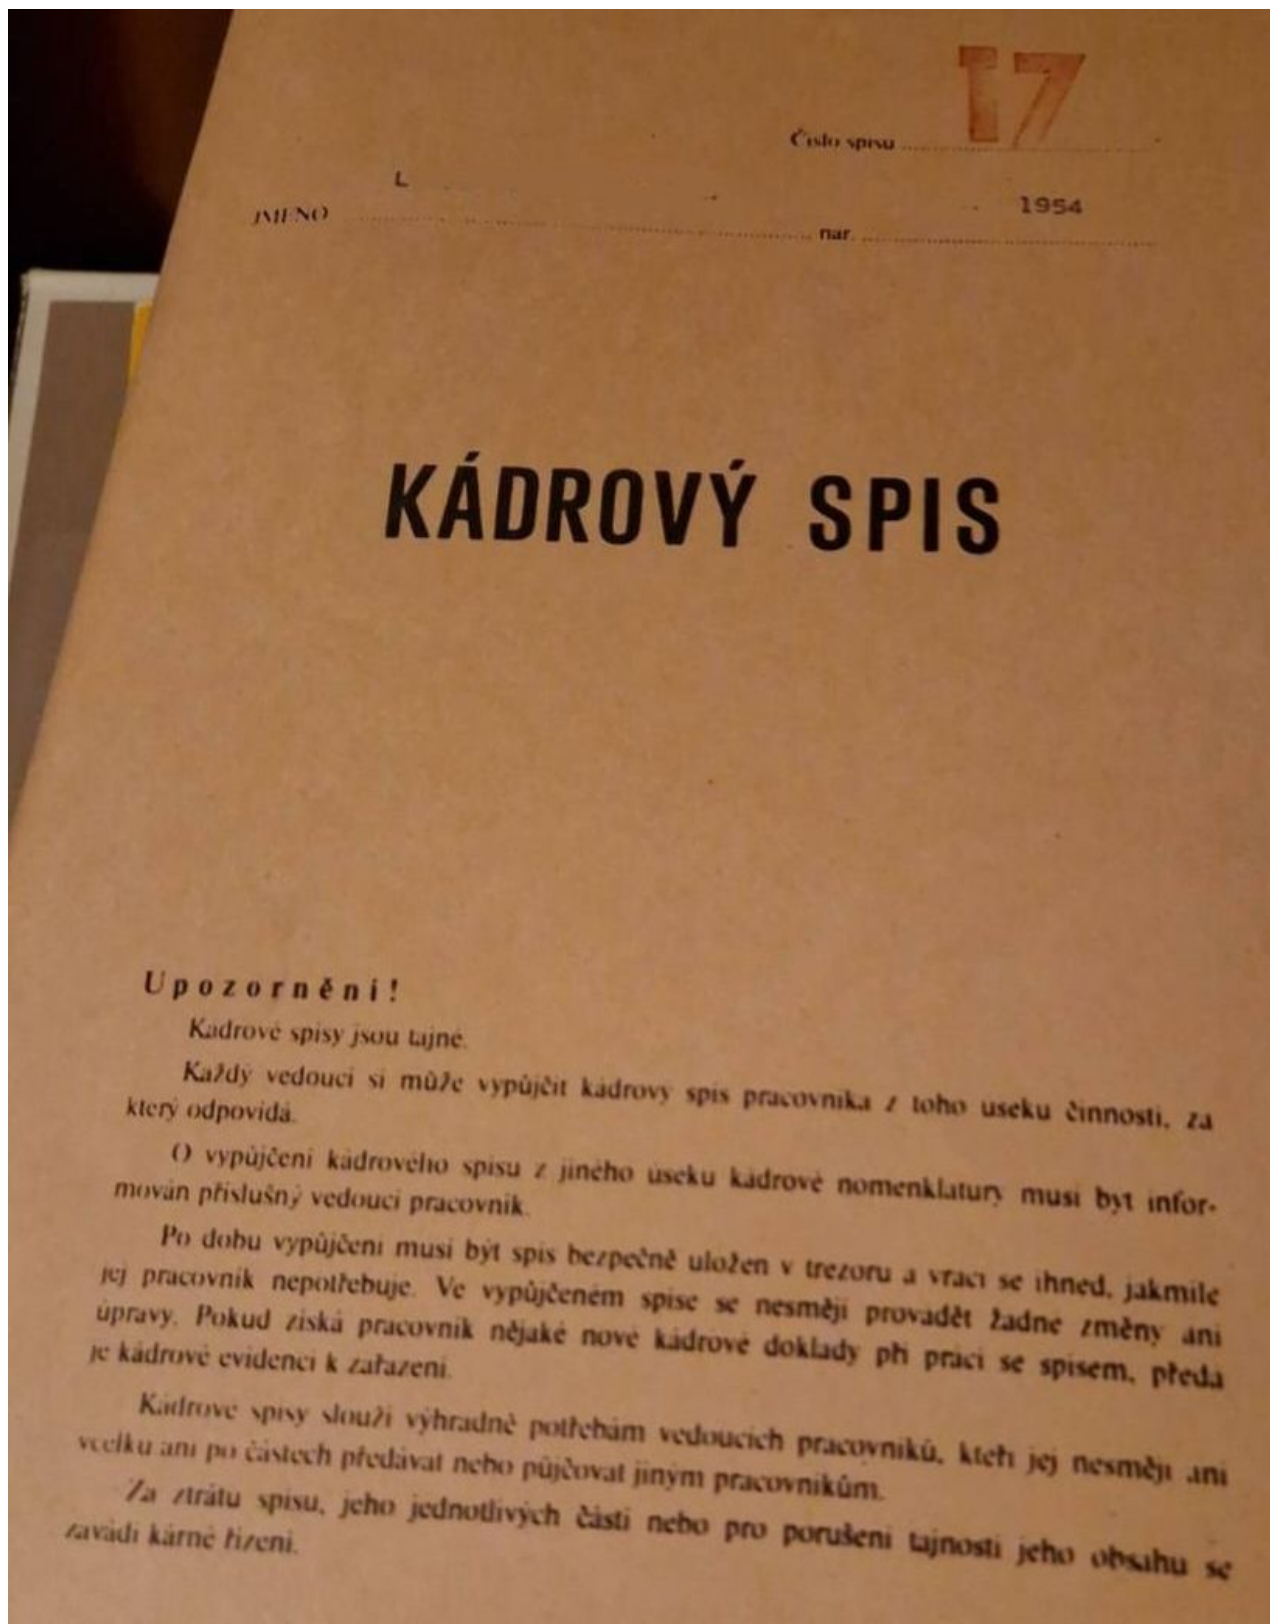 Číslo spisu 17
L 1954
JMÉNO nar.
KÁDROVÝ SPIS
Upozornění!
Kádrové spisy jsou tajné.
Každý vedoucí si může vypůjčit kádrový spis pracovníka z toho úseku činnosti, za
který odpovídá.
O vypůjčení kádrového spisu z jiného úseku kádrové nomenklatury musí být infor-
mován příslušný vedoucí pracovník.
Po dobu vypůjčení musí být spis bezpečně uložen v trezoru a vrací se ihned, jakmile
jej pracovník nepotřebuje. Ve vypůjčeném spise se nesmějí provádět žádné změny ani
úpravy. Pokud získá pracovník nějaké nové kádrové doklady při práci se spisem, předá
je kádrové evidenci k zařazení.
Kádrové spisy slouží výhradně potřebám vedoucích pracovníků, kteří jej nesmějí ani
vcelku ani po částech předávat nebo půjčovat jiným pracovníkům.
Za ztrátu spisu, jeho jednotlivých částí nebo pro porušení tajnosti jeho obsahu se
zavádí kárné řízení.